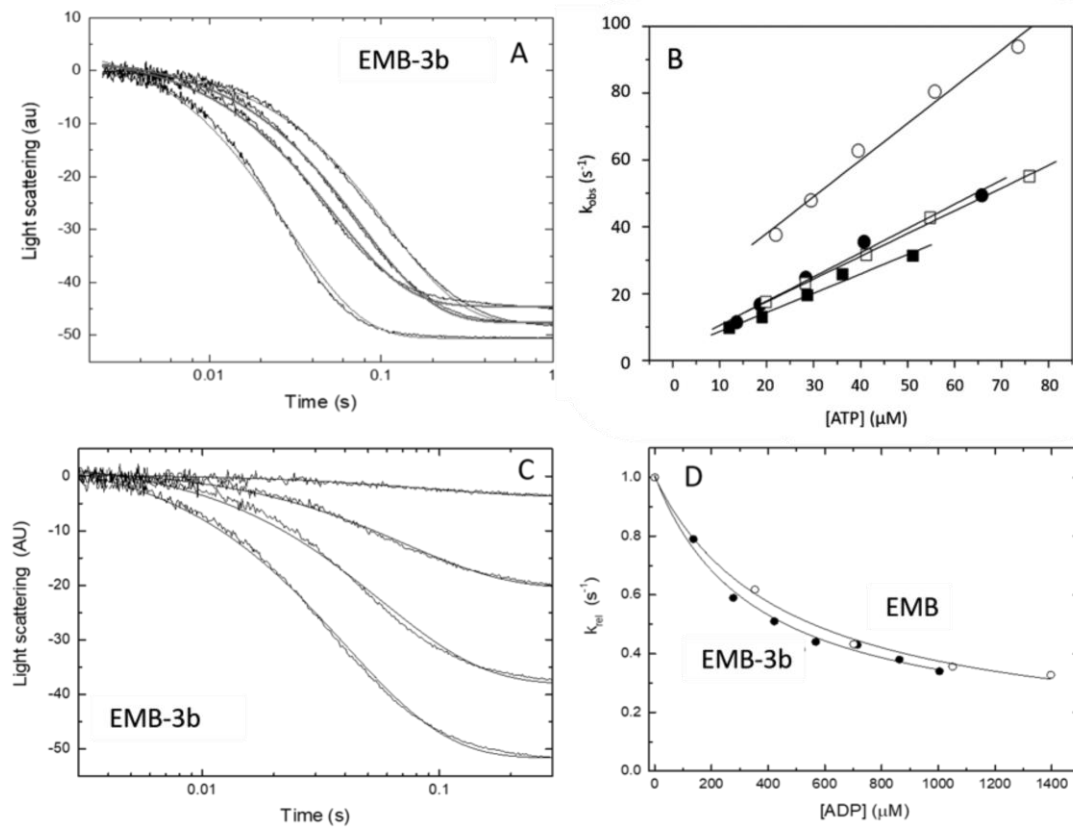 EMB-3b
A
Light scattering (au)
10
0
-10
-20
-30
-40
-50
0.01
0.1
1
Time (s)
B
k_obs (s⁻¹)
100
80
60
40
20
0
0
10
20
30
40
50
60
70
80
[ATP] (μM)
C
Light scattering (AU)
0
-10
-20
-30
-40
-50
EMB-3b
0.01
0.1
Time (s)
D
k_rel (s⁻¹)
1.0
0.8
0.6
0.4
0.2
0.0
EMB
EMB-3b
0
200
400
600
800
1000
1200
1400
[ADP] (μM)